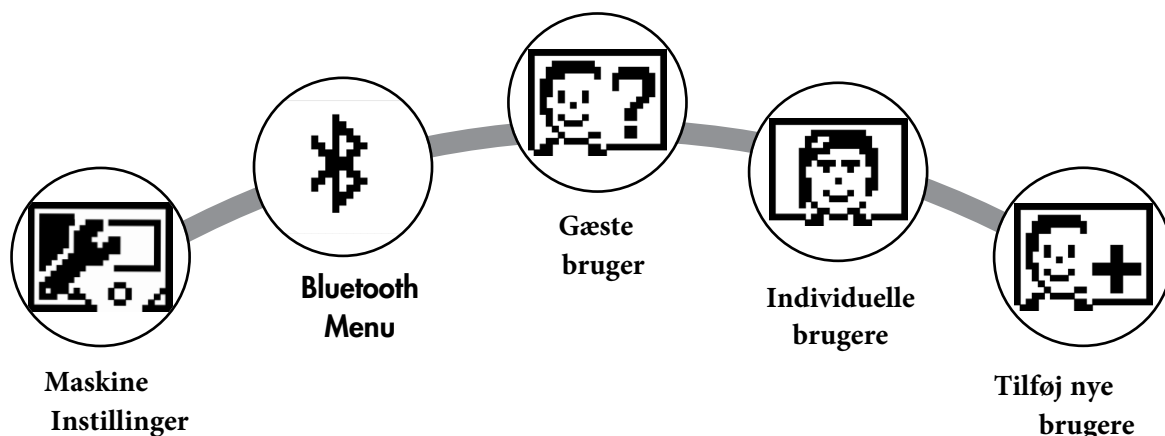 Maskine
Instillinger
Bluetooth
Menu
Gæste
bruger
Individuelle
brugere
Tilføj nye
brugere